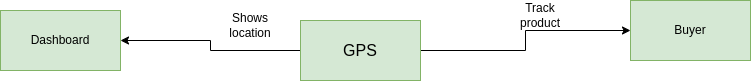 Dashboard
Shows
location
GPS
Track
product
Buyer